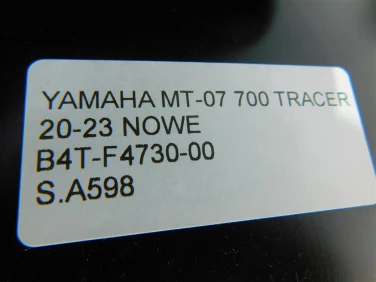 YAMAHA MT-07 700 TRACER
20-23 NOWE
B4T-F4730-00
S.A598